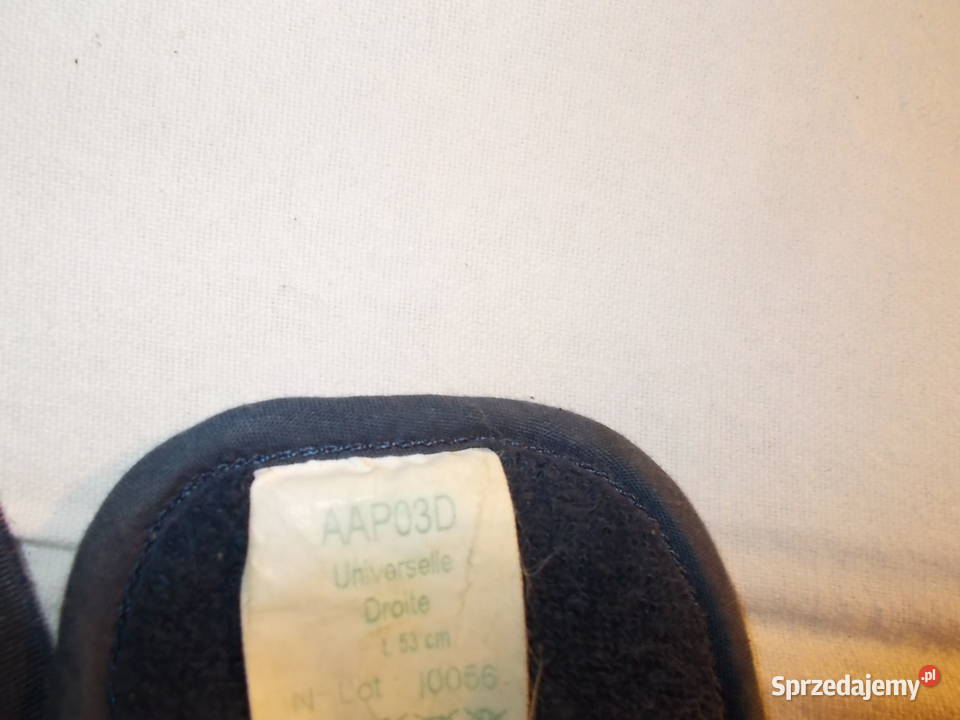 AAP03D
Universelle
Droite
t. 53 cm
N Lot 10056
Sprzedajemy.pl